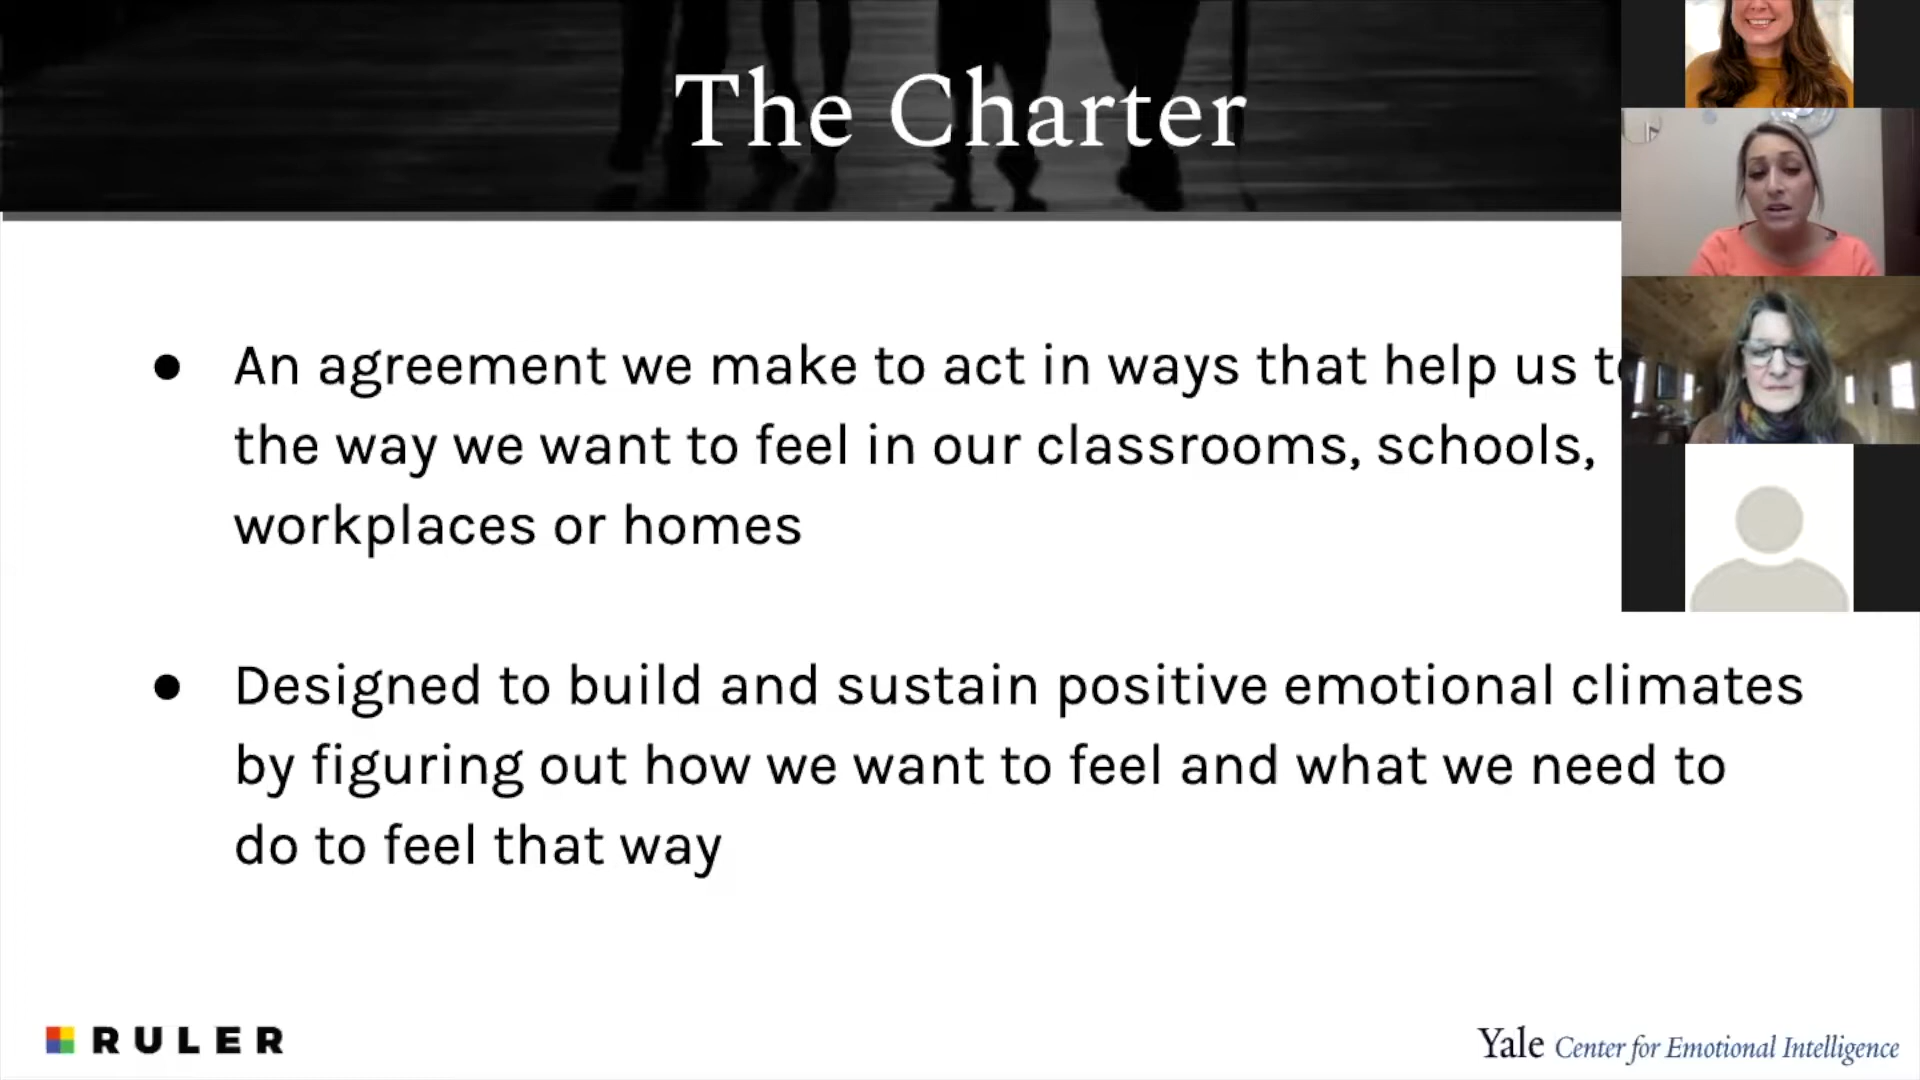 The Charter
● An agreement we make to act in ways that help us
the way we want to feel in our classrooms, schools,
workplaces or homes
● Designed to build and sustain positive emotional climates
by figuring out how we want to feel and what we need to
do to feel that way
RULER
Yale Center for Emotional Intelligence